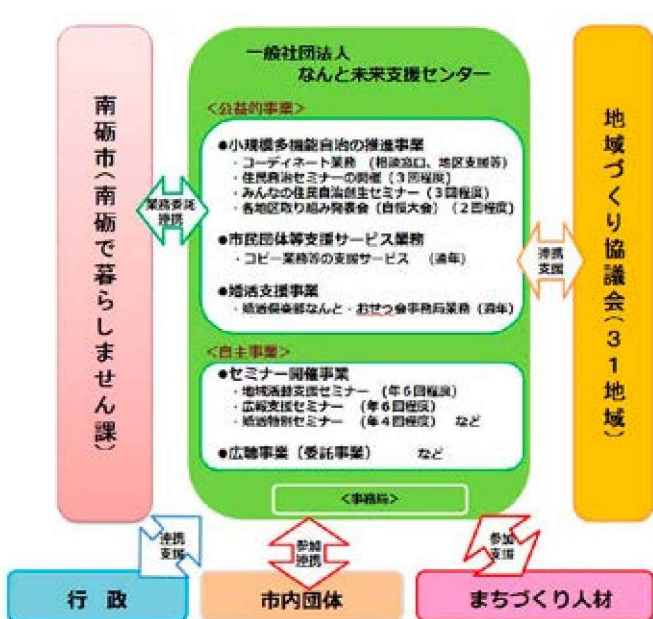 一般社団法人
なんと未来支援センター
<公益的事業>
●小規模多機能自治の推進事業
・コーディネート業務 (相談窓口、地区支援等)
・住民自治セミナーの開催(3回程度)
・みんなの住民自治創生セミナー(3回程度)
・各地区取り組み発表会(自慢大会)(2回程度)
●市民団体等支援サービス業務
・コピー業務等の支援サービス (通年)
●婚活支援事業
・婚活倶楽部なんと・おせっ会事務局業務(通年)
<自主事業>
●セミナー開催事業
・地域活動支援セミナー (年6回程度)
・広報支援セミナー (年6回程度)
・婚活特別セミナー (年4回程度) など
●広聴事業(委託事業) など
<事務局>
南砺市(南砺で暮らしません課)
業務委託
連携
連携
支援
地域づくり協議会(31地域)
連携
支援
参加
連携
参加
支援
行政
市内団体
まちづくり人材